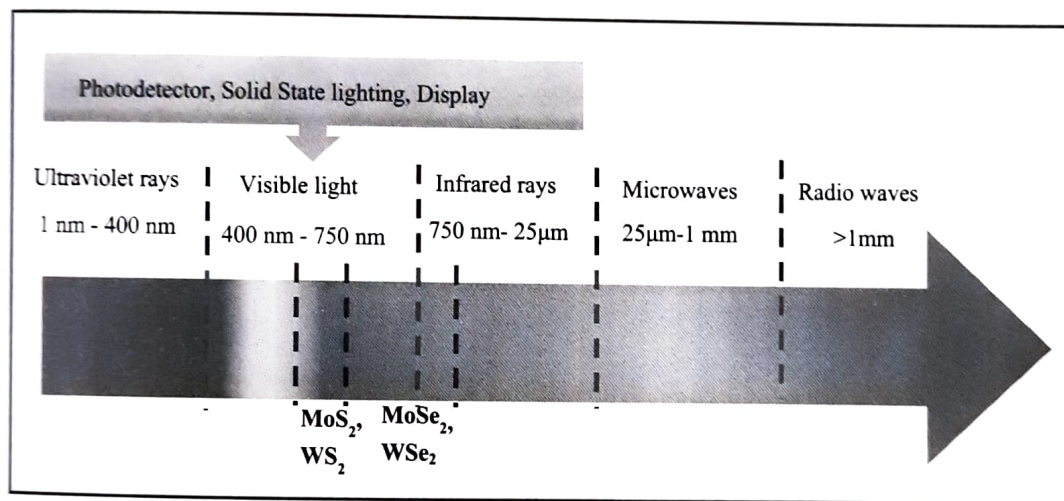 Photodetector, Solid State lighting, Display
Ultraviolet rays
1 nm - 400 nm
Visible light
400 nm - 750 nm
Infrared rays
750 nm- 25μm
Microwaves
25μm-1 mm
Radio waves
>1mm
MoS₂,
WS₂
MoSe₂,
WSe₂